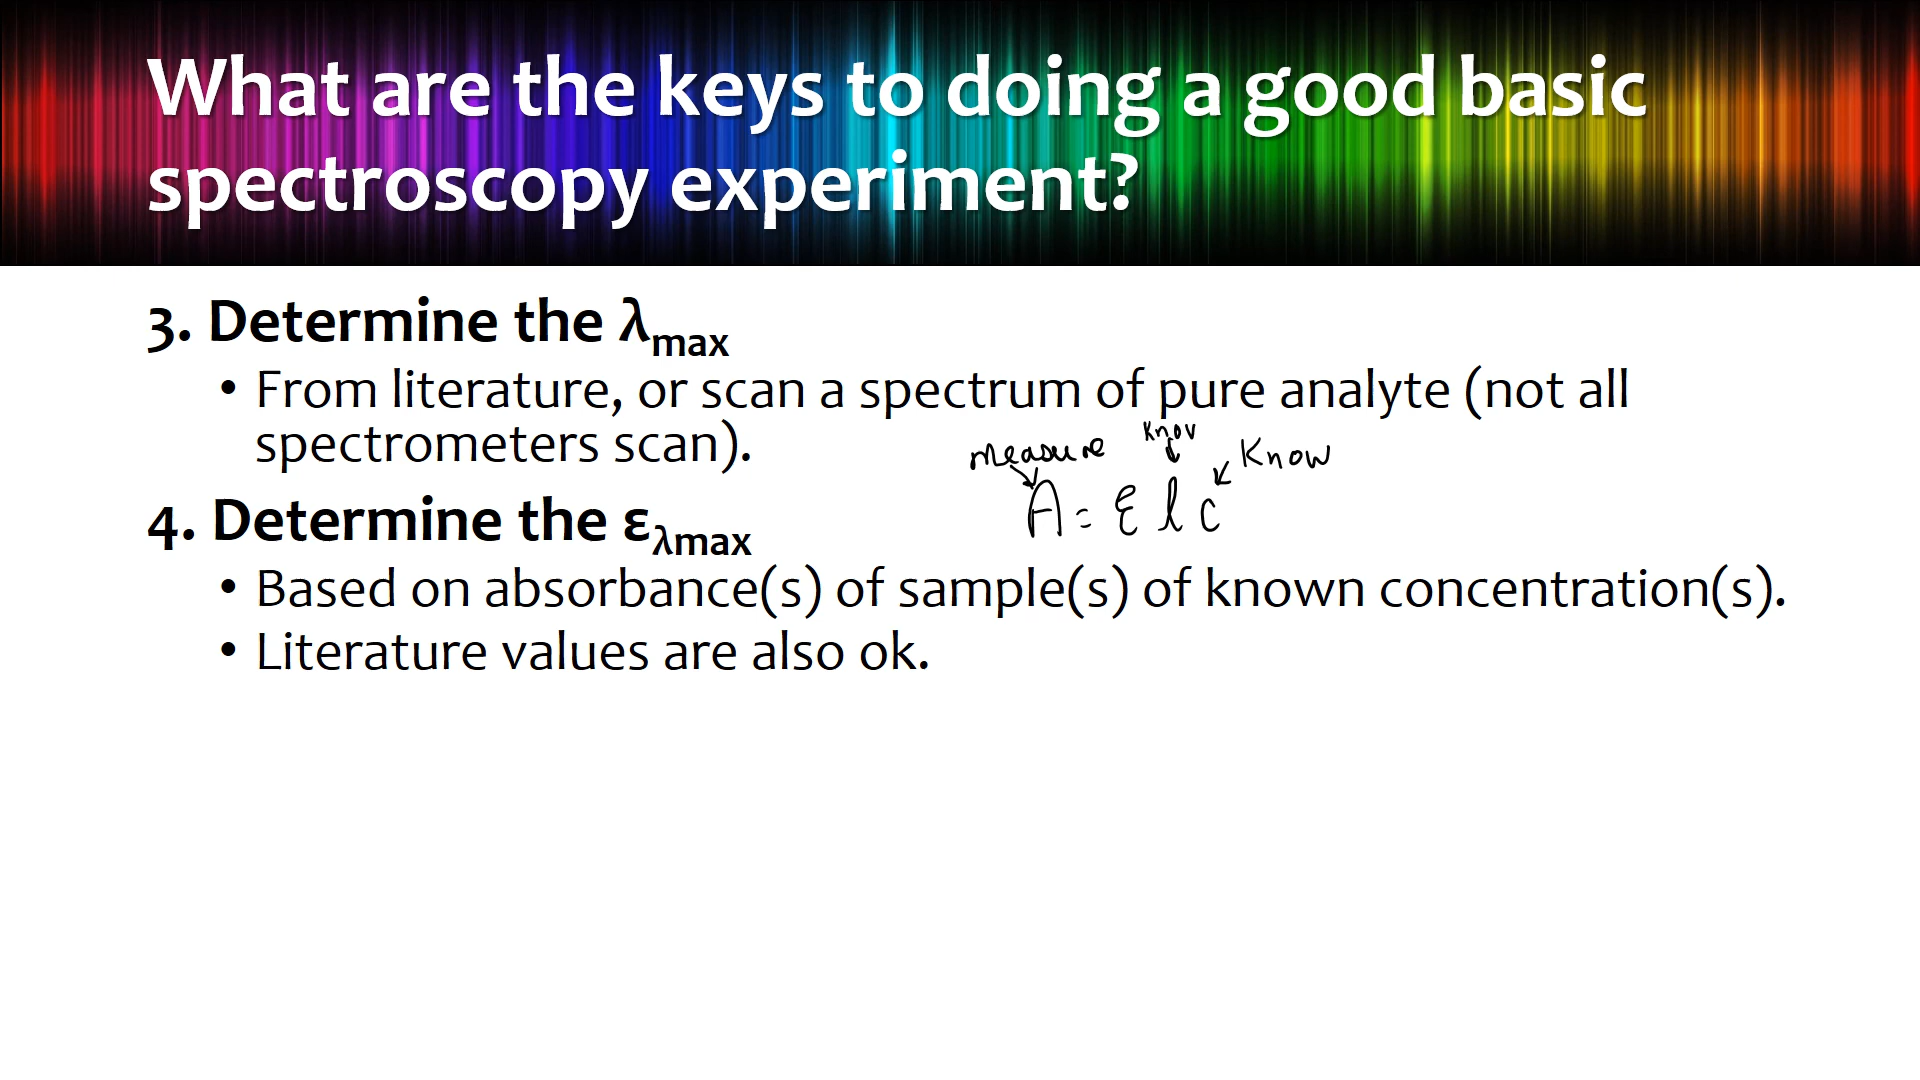 What are the keys to doing a good basic
spectroscopy experiment?
3. Determine the λmax
• From literature, or scan a spectrum of pure analyte (not all
spectrometers scan).
measure know know
A = ε l c
4. Determine the ελmax
• Based on absorbance(s) of sample(s) of known concentration(s).
• Literature values are also ok.